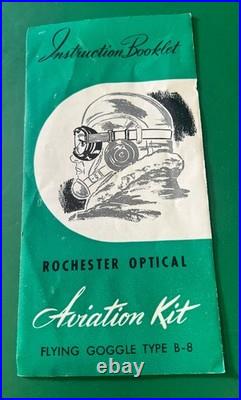 Instruction Booklet
ROCHESTER OPTICAL
Aviation Kit
FLYING GOGGLE TYPE B-8